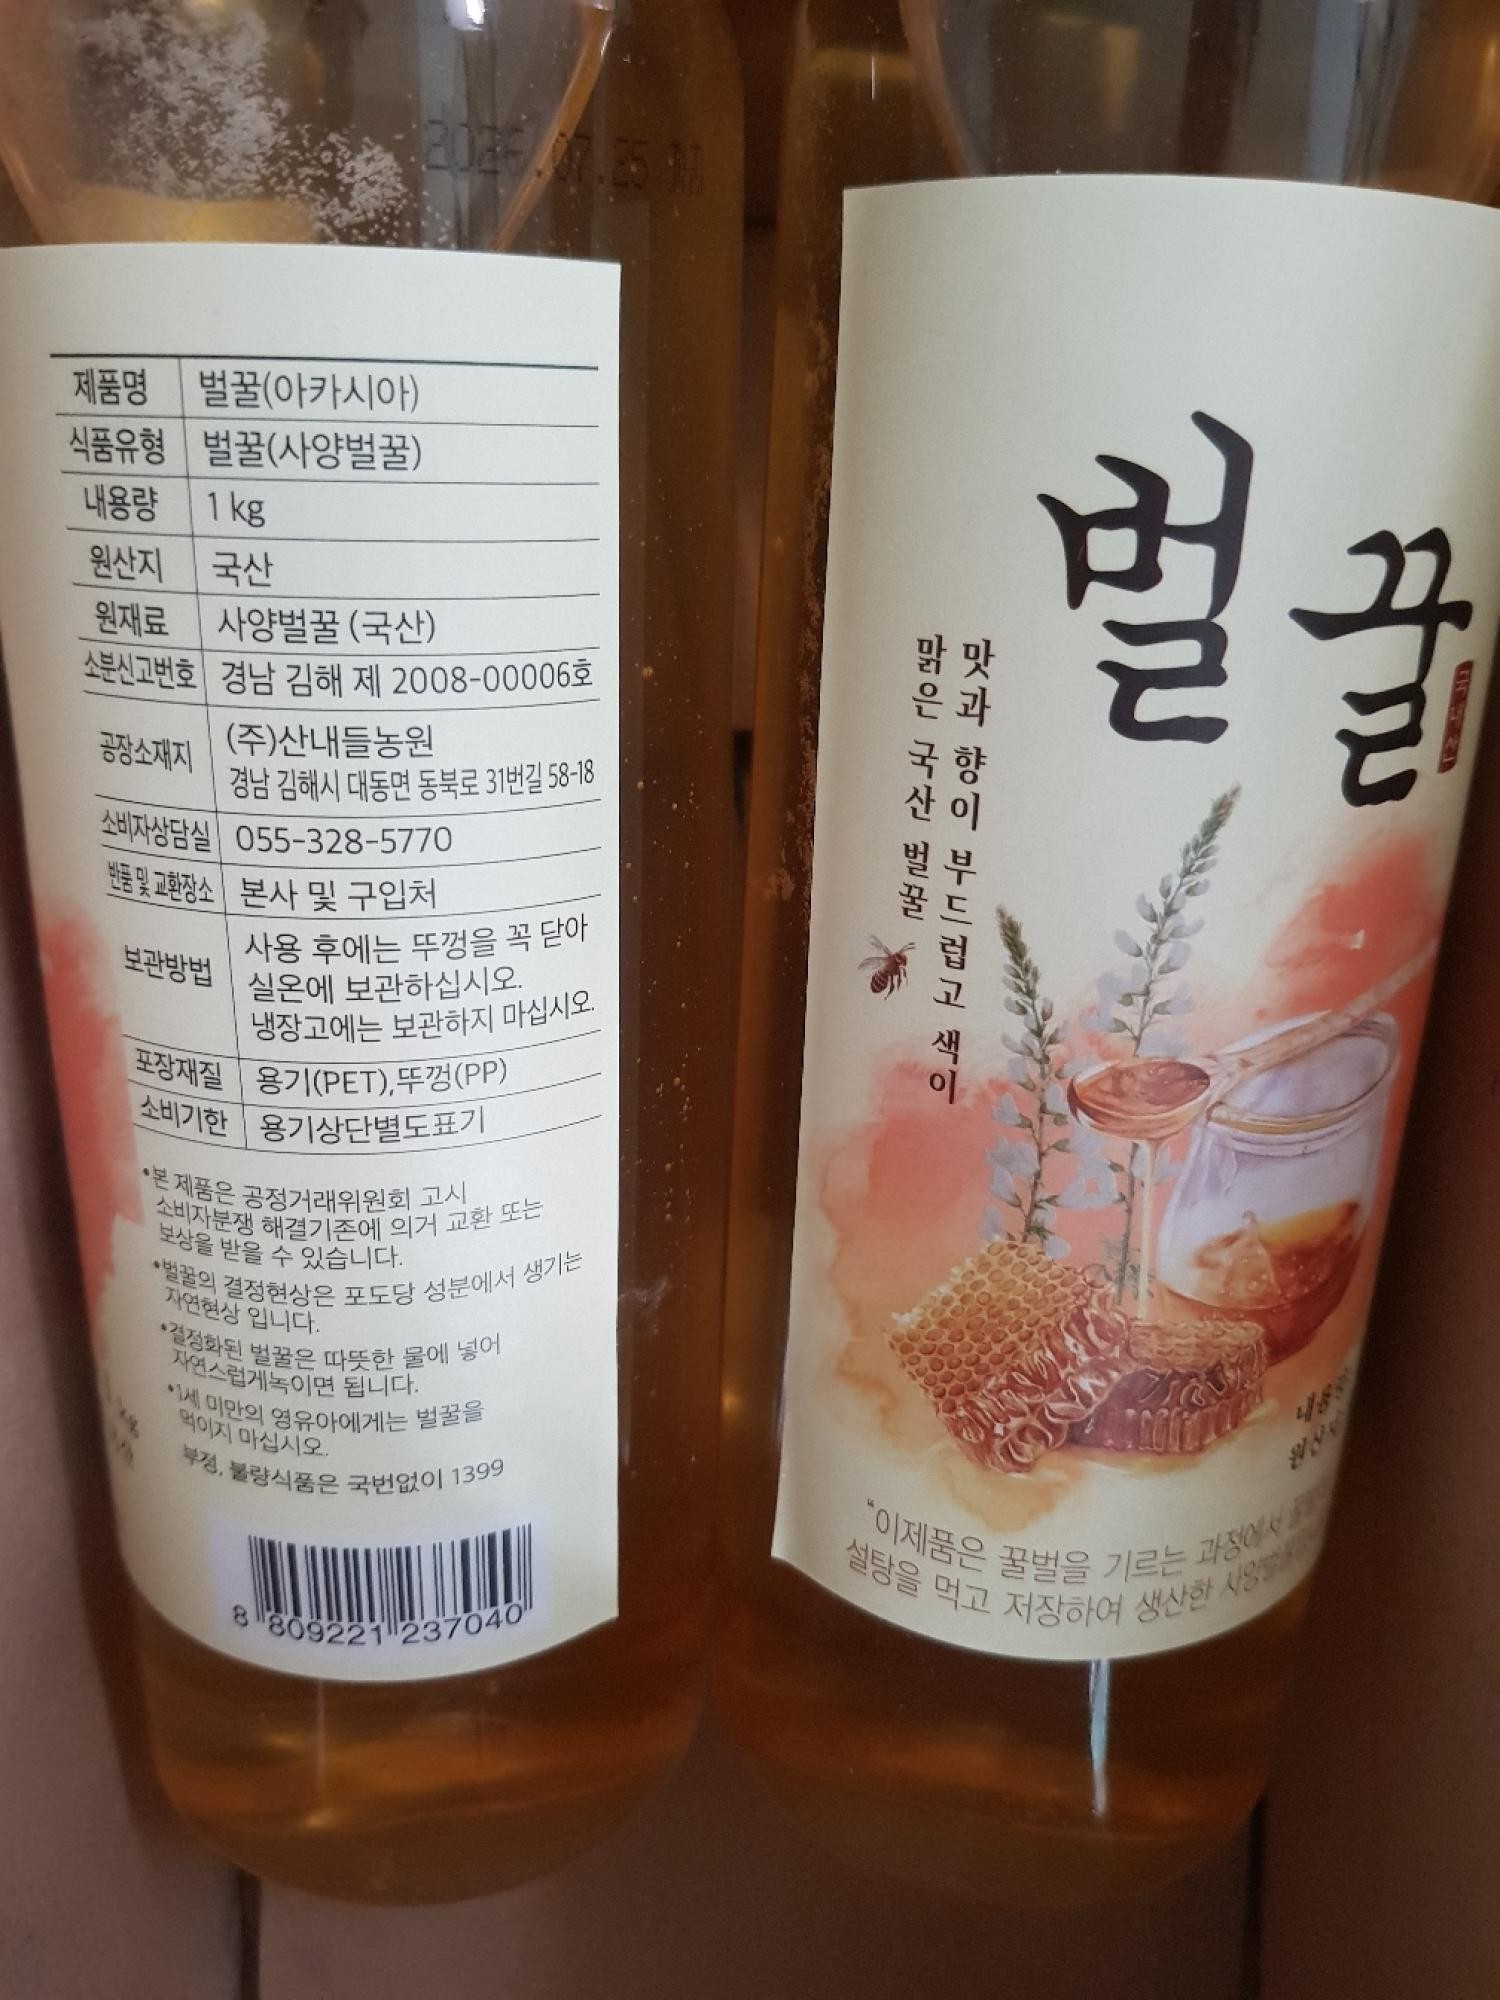 2026.07.25
제품명 벌꿀(아카시아)
식품유형 벌꿀(사양벌꿀)
내용량 1 kg
원산지 국산
원재료 사양벌꿀 (국산)
소분신고번호 경남 김해 제 2008-00006호
공장소재지 (주)산내들농원
경남 김해시 대동면 동북로 31번길 58-18
소비자상담실 055-328-5770
반품 및 교환장소 본사 및 구입처
보관방법 사용 후에는 뚜껑을 꼭 닫아
실온에 보관하십시오.
냉장고에는 보관하지 마십시오.
포장재질 용기(PET),뚜껑(PP)
소비기한 용기상단별도표기
•본 제품은 공정거래위원회 고시
소비자분쟁 해결기존에 의거 교환 또는
보상을 받을 수 있습니다.
•벌꿀의 결정현상은 포도당 성분에서 생기는
자연현상 입니다.
•결정화된 벌꿀은 따뜻한 물에 넣어
자연스럽게녹이면 됩니다.
•1세 미만의 영유아에게는 벌꿀을
먹이지 마십시오.
부정, 불량식품은 국번없이 1399
8 809221 237040
벌꿀
국내산
맛과 향이 부드럽고 색이
맑은 국산 벌꿀
"이제품은 꿀벌을 기르는 과정에서
설탕을 먹고 저장하여 생산한